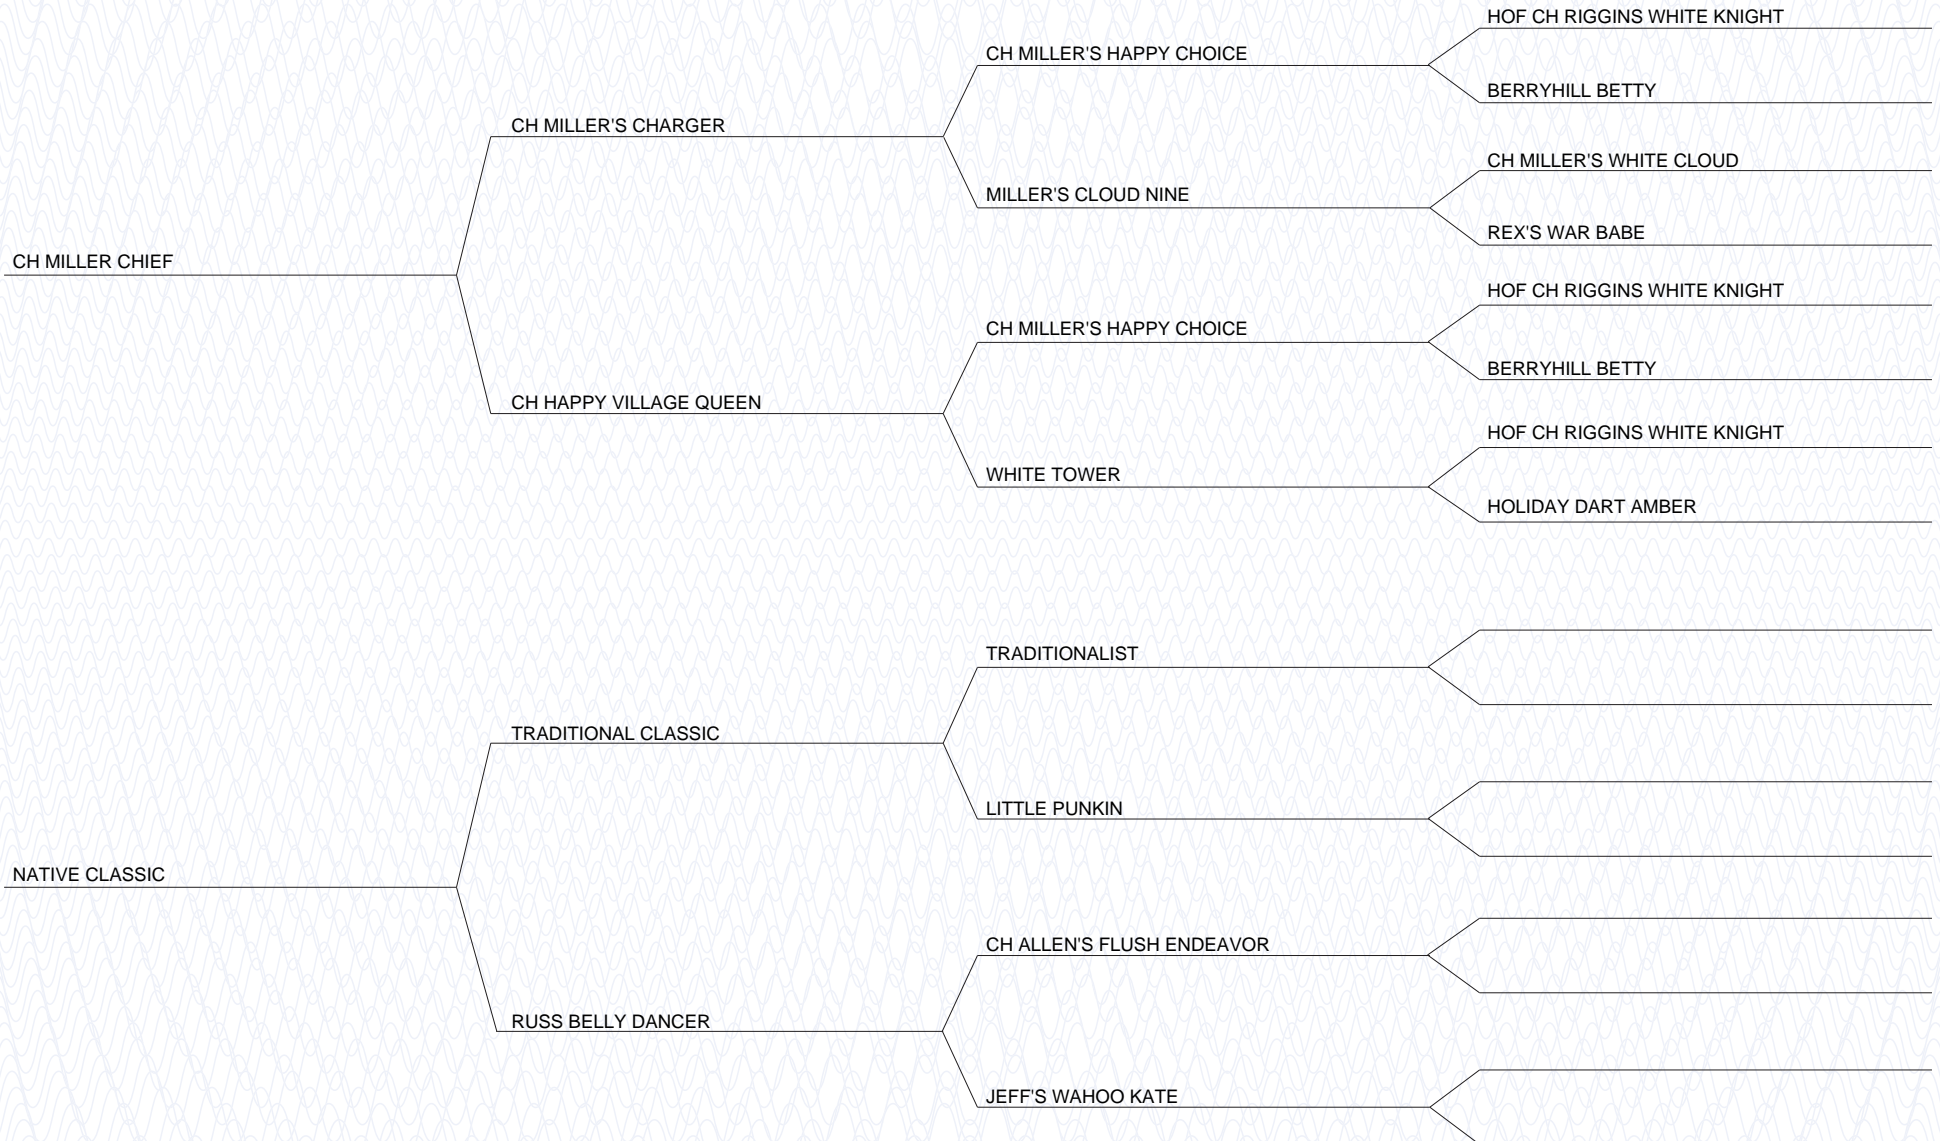 HOF CH RIGGINS WHITE KNIGHT
CH MILLER'S HAPPY CHOICE
BERRYHILL BETTY
CH MILLER'S CHARGER
CH MILLER'S WHITE CLOUD
MILLER'S CLOUD NINE
REX'S WAR BABE
CH MILLER CHIEF
HOF CH RIGGINS WHITE KNIGHT
CH MILLER'S HAPPY CHOICE
BERRYHILL BETTY
CH HAPPY VILLAGE QUEEN
HOF CH RIGGINS WHITE KNIGHT
WHITE TOWER
HOLIDAY DART AMBER
TRADITIONALIST
TRADITIONAL CLASSIC
LITTLE PUNKIN
NATIVE CLASSIC
CH ALLEN'S FLUSH ENDEAVOR
RUSS BELLY DANCER
JEFF'S WAHOO KATE